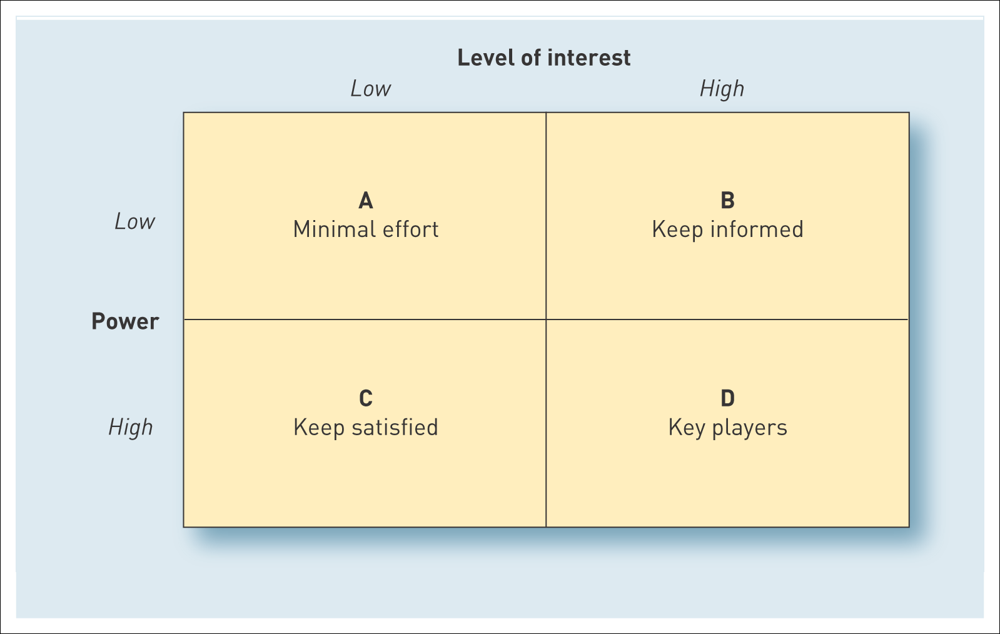 Level of interest
Low High
Low
A
Minimal effort
B
Keep informed
Power
High
C
Keep satisfied
D
Key players